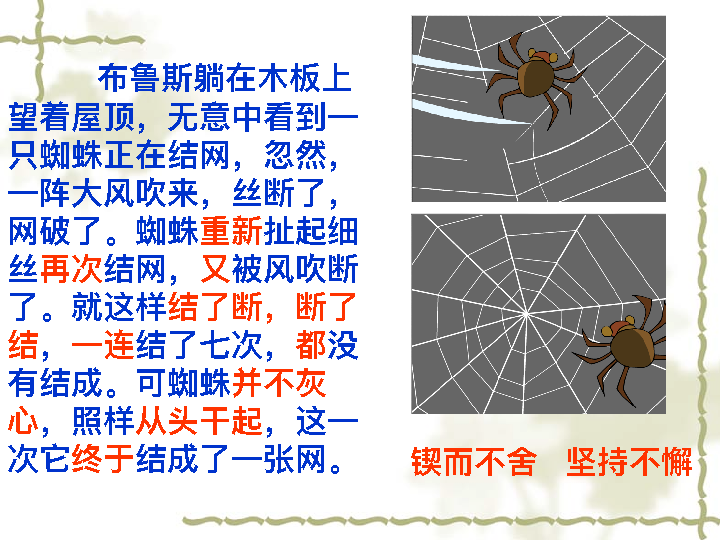 布鲁斯躺在木板上
望着屋顶，无意中看到一
只蜘蛛正在结网，忽然，
一阵大风吹来，丝断了，
网破了。蜘蛛重新扯起细
丝再次结网，又被风吹断
了。就这样结了断，断了
结，一连结了七次，都没
有结成。可蜘蛛并不灰
心，照样从头干起，这一
次它终于结成了一张网。
锲而不舍 坚持不懈